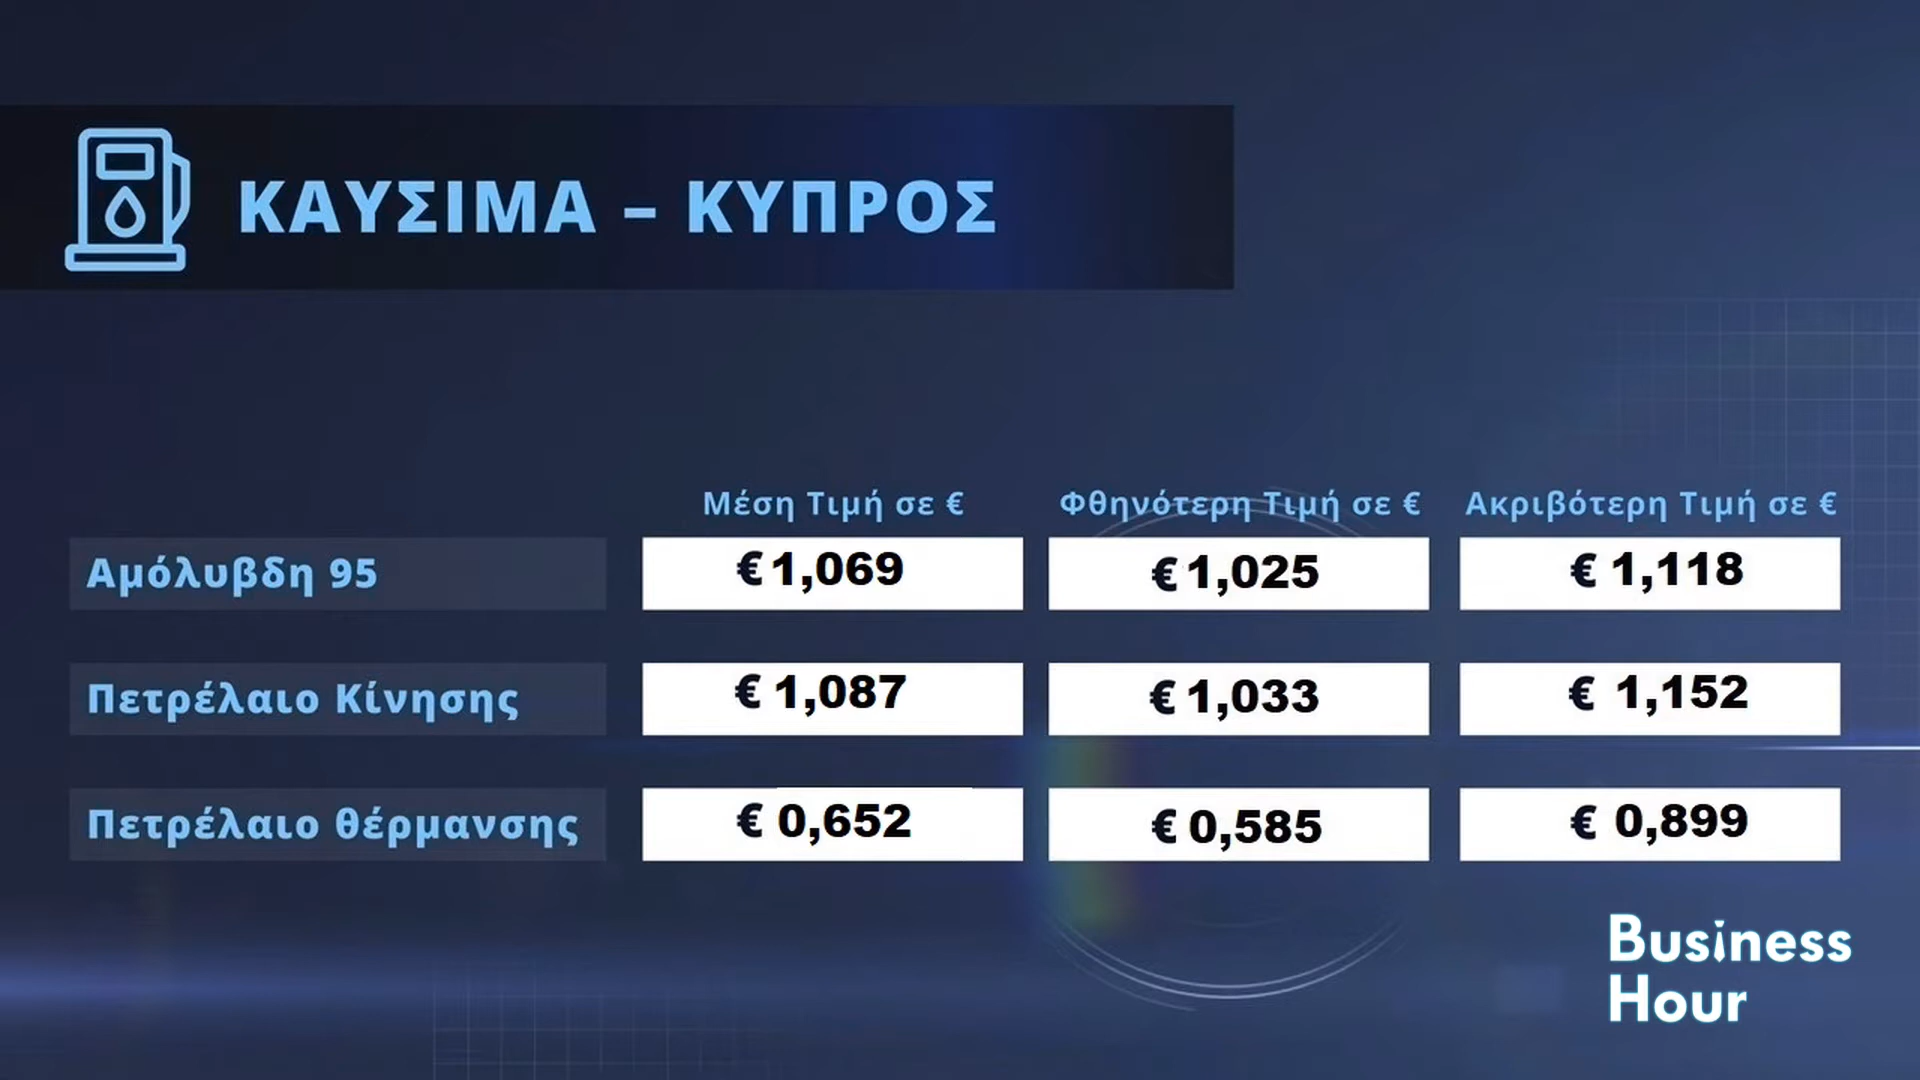 ΚΑΥΣΙΜΑ – ΚΥΠΡΟΣ
Μέση Τιμή σε € Φθηνότερη Τιμή σε € Ακριβότερη Τιμή σε €
Αμόλυβδη 95 € 1,069 € 1,025 € 1,118
Πετρέλαιο Κίνησης € 1,087 € 1,033 € 1,152
Πετρέλαιο θέρμανσης € 0,652 € 0,585 € 0,899
Business
Hour